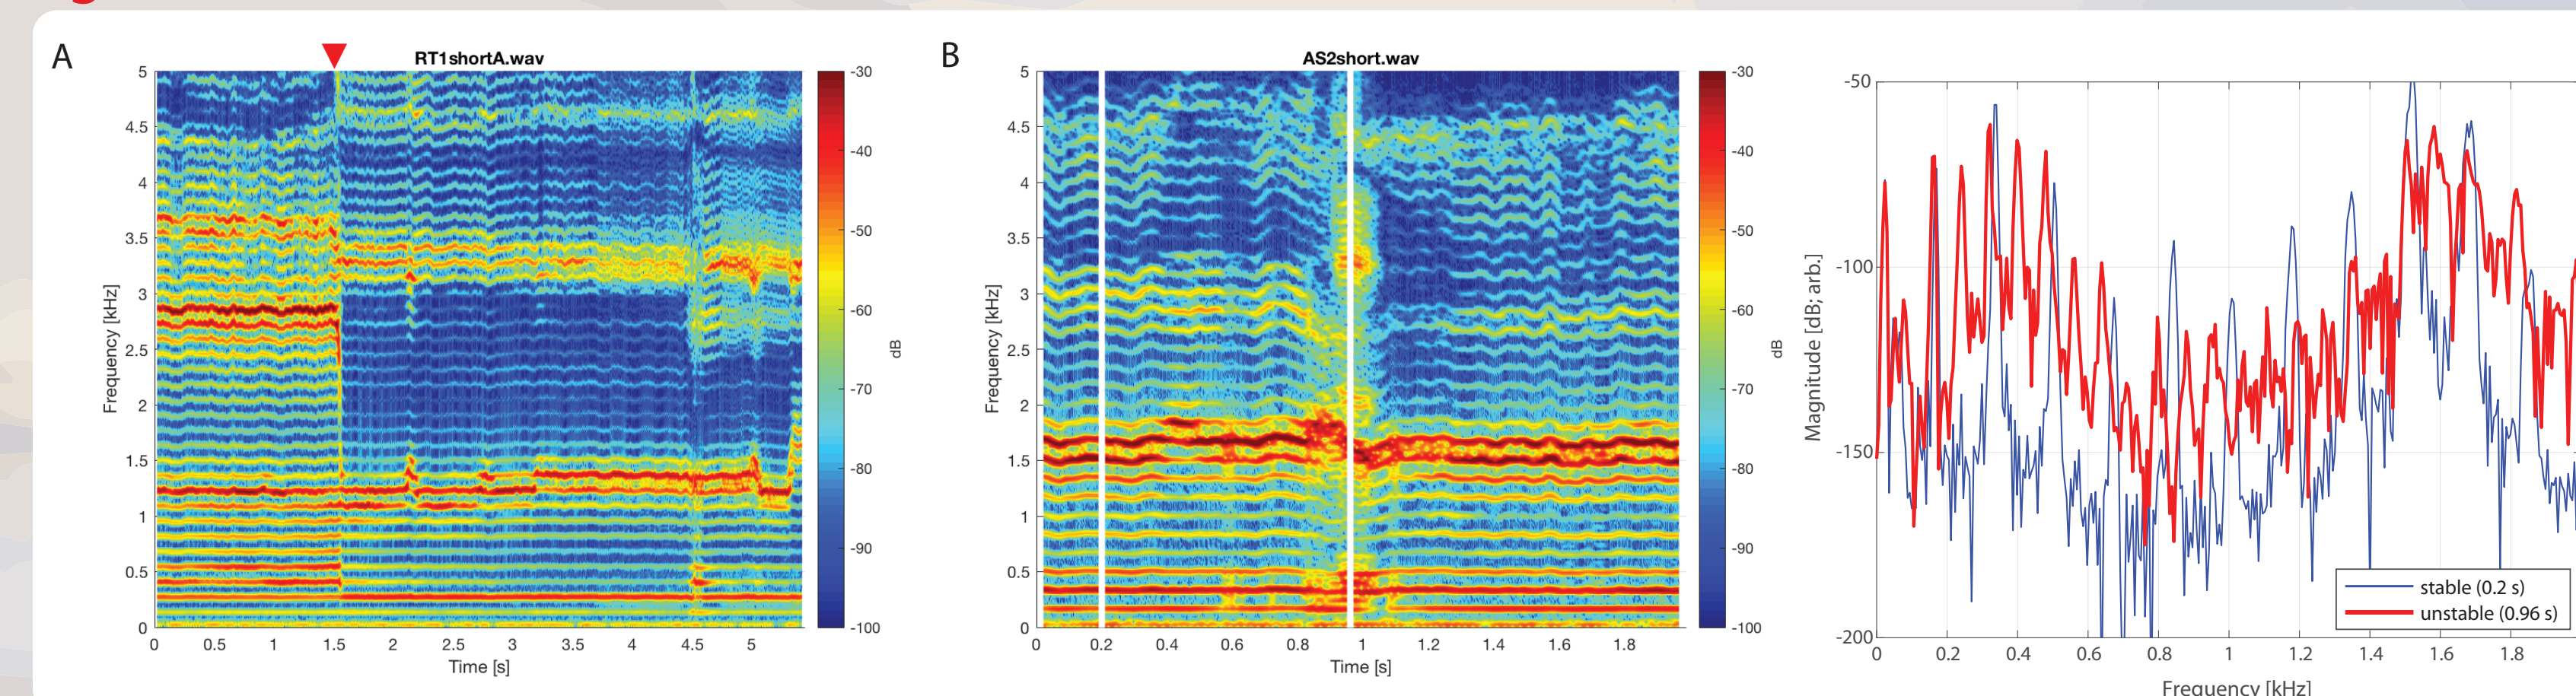 A
RT1shortA.wav
5
4.5
4
3.5
3
2.5
2
1.5
1
0.5
0
Frequency [kHz]
0 0.5 1 1.5 2 2.5 3 3.5 4 4.5 5
Time [s]
-30
-40
-50
-60
-70
-80
-90
-100
dB
B
AS2short.wav
5
4.5
4
3.5
3
2.5
2
1.5
1
0.5
0
Frequency [kHz]
0 0.2 0.4 0.6 0.8 1 1.2 1.4 1.6 1.8
Time [s]
-30
-40
-50
-60
-70
-80
-90
-100
dB
-50
-100
-150
-200
Magnitude [dB; arb.]
stable (0.2 s)
unstable (0.96 s)
0 0.2 0.4 0.6 0.8 1 1.2 1.4 1.6 1.8
Frequency [kHz]